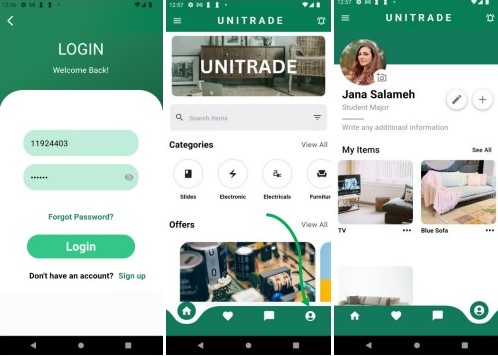 12:56
LOGIN
Welcome Back!
11924403
Forgot Password?
Login
Don't have an account? Sign up
12:57
UNITRADE
UNITRADE
Search Items
Categories
View All
Slides
Electronic
Electricals
Furnitur
Offers
View All
12:57
UNITRADE
Jana Salameh
Student Major
Write any additinaol information
My Items
See All
TV
Blue Sofa